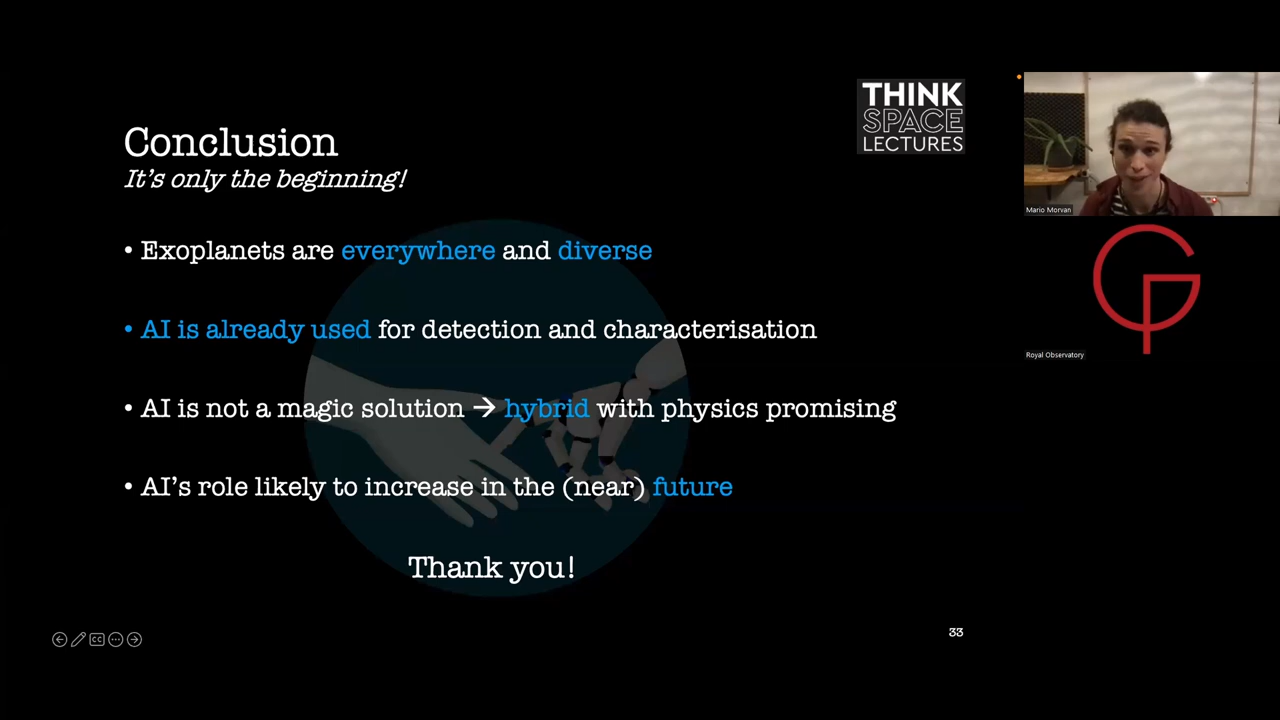 THINK
SPACE
LECTURES
Conclusion
It's only the beginning!
• Exoplanets are everywhere and diverse
• AI is already used for detection and characterisation
• AI is not a magic solution → hybrid with physics promising
• AI's role likely to increase in the (near) future
Thank you!
33
CC
Mario Morvan
Royal Observatory